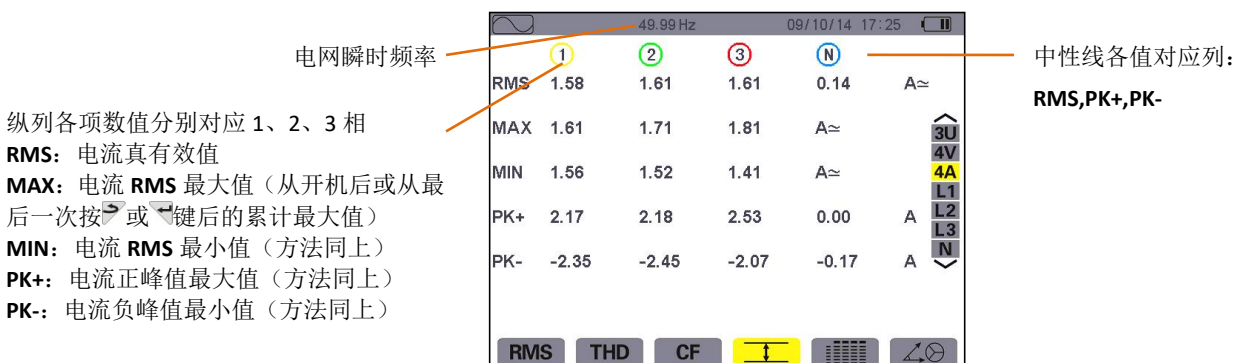 49.99 Hz 09/10/14 17:25
电网瞬时频率
1 2 3 N
中性线各值对应列：
RMS,PK+,PK-
纵列各项数值分别对应 1、2、3 相
RMS：电流真有效值
MAX：电流 RMS 最大值（从开机后或从最
后一次按或键后的累计最大值）
MIN：电流 RMS 最小值（方法同上）
PK+：电流正峰值最大值（方法同上）
PK-：电流负峰值最小值（方法同上）
RMS 1.58 1.61 1.61 0.14 A≃
MAX 1.61 1.71 1.81 A≃
MIN 1.56 1.52 1.41 A≃
PK+ 2.17 2.18 2.53 0.00 A
PK- -2.35 -2.45 -2.07 -0.17 A
3U
4V
4A
L1
L2
L3
N
RMS THD CF